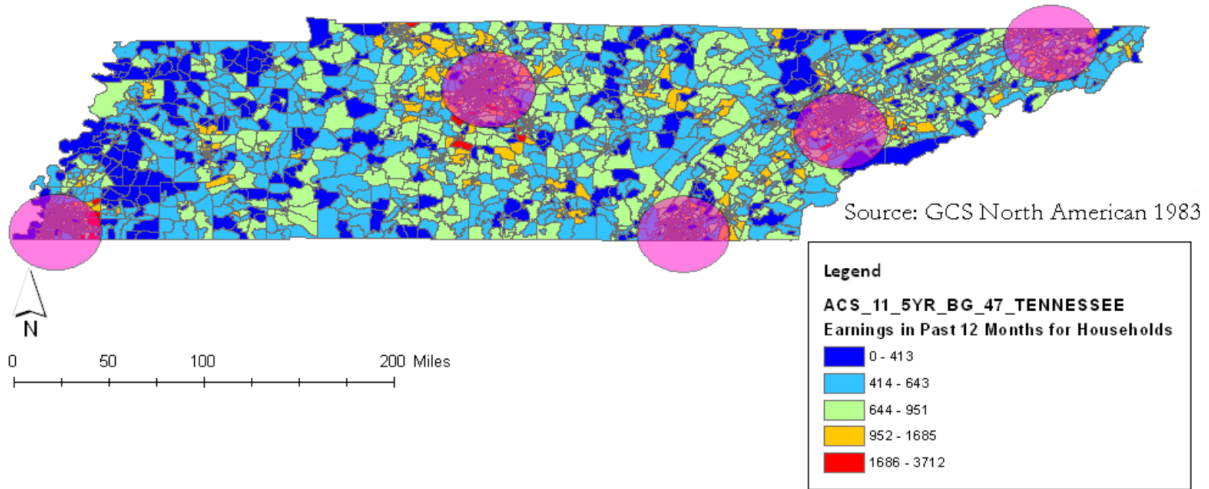 Source: GCS North American 1983
N
0 50 100 200 Miles
Legend
ACS_11_5YR_BG_47_TENNESSEE
Earnings in Past 12 Months for Households
0 - 413
414 - 643
644 - 951
952 - 1685
1686 - 3712